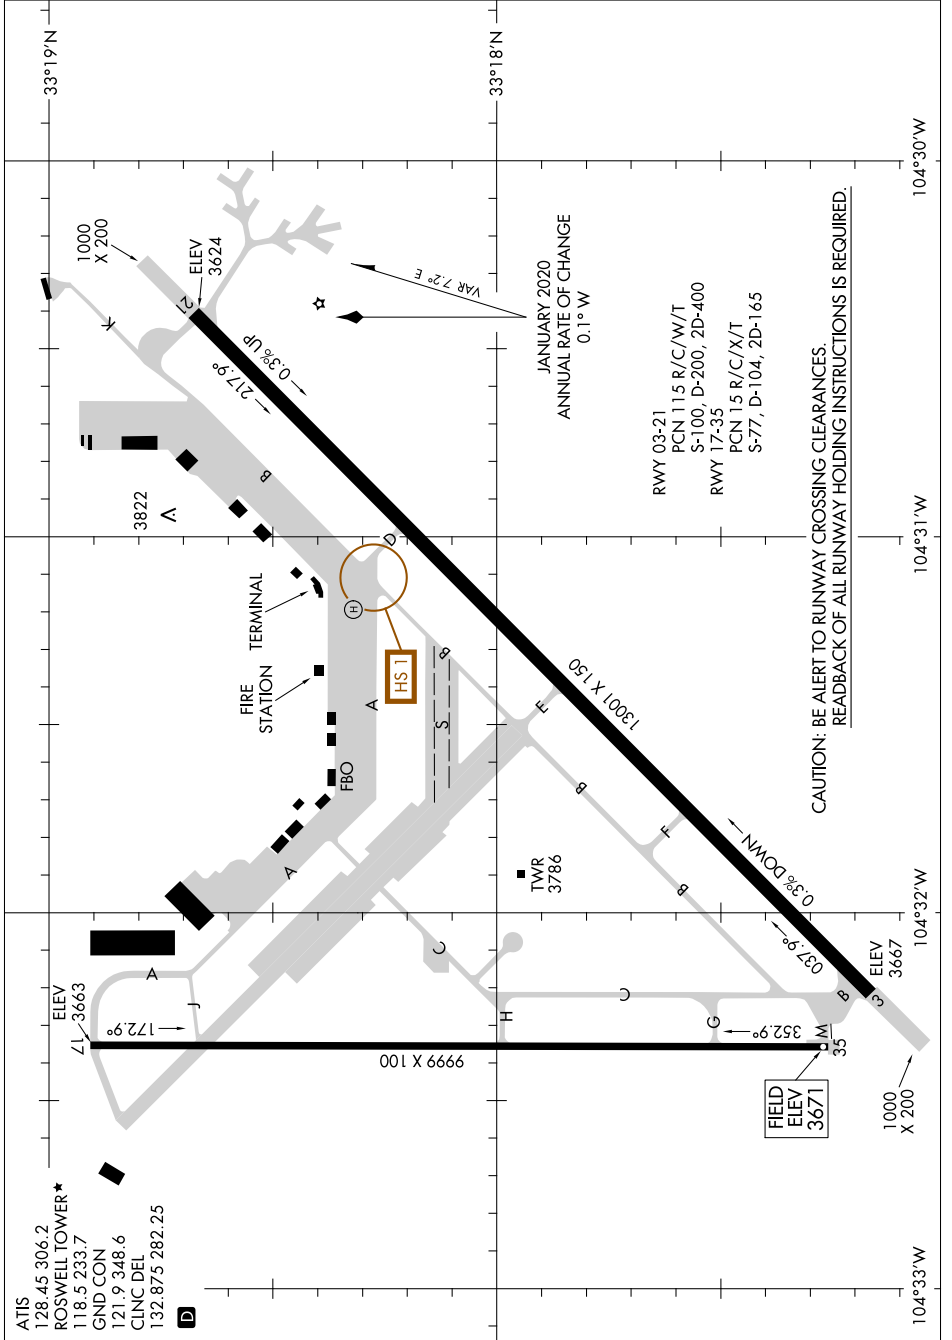 ATIS
128.45 306.2
ROSWELL TOWER★
118.5 233.7
GND CON
121.9 348.6
CLNC DEL
132.875 282.25
D
33°19'N
33°18'N
104°30'W
104°31'W
104°32'W
104°33'W
1000
X 200
K
ELEV
3624
21
217.9°
0.3% UP
VAR 7.2° E
JANUARY 2020
ANNUAL RATE OF CHANGE
0.1° W
3822
B
D
TERMINAL
H
HS 1
FIRE
STATION
A
B
S
FBO
A
E
13001 X 150
B
F
B
TWR
3786
RWY 03-21
PCN 115 R/C/W/T
S-100, D-200, 2D-400
RWY 17-35
PCN 15 R/C/X/T
S-77, D-104, 2D-165
CAUTION: BE ALERT TO RUNWAY CROSSING CLEARANCES.
READBACK OF ALL RUNWAY HOLDING INSTRUCTIONS IS REQUIRED.
0.3% DOWN
037.9°
ELEV
3667
3
B
A
ELEV
3663
17
172.9°
J
C
9999 X 100
H
C
G
352.9°
M
35
FIELD
ELEV
3671
1000
X 200